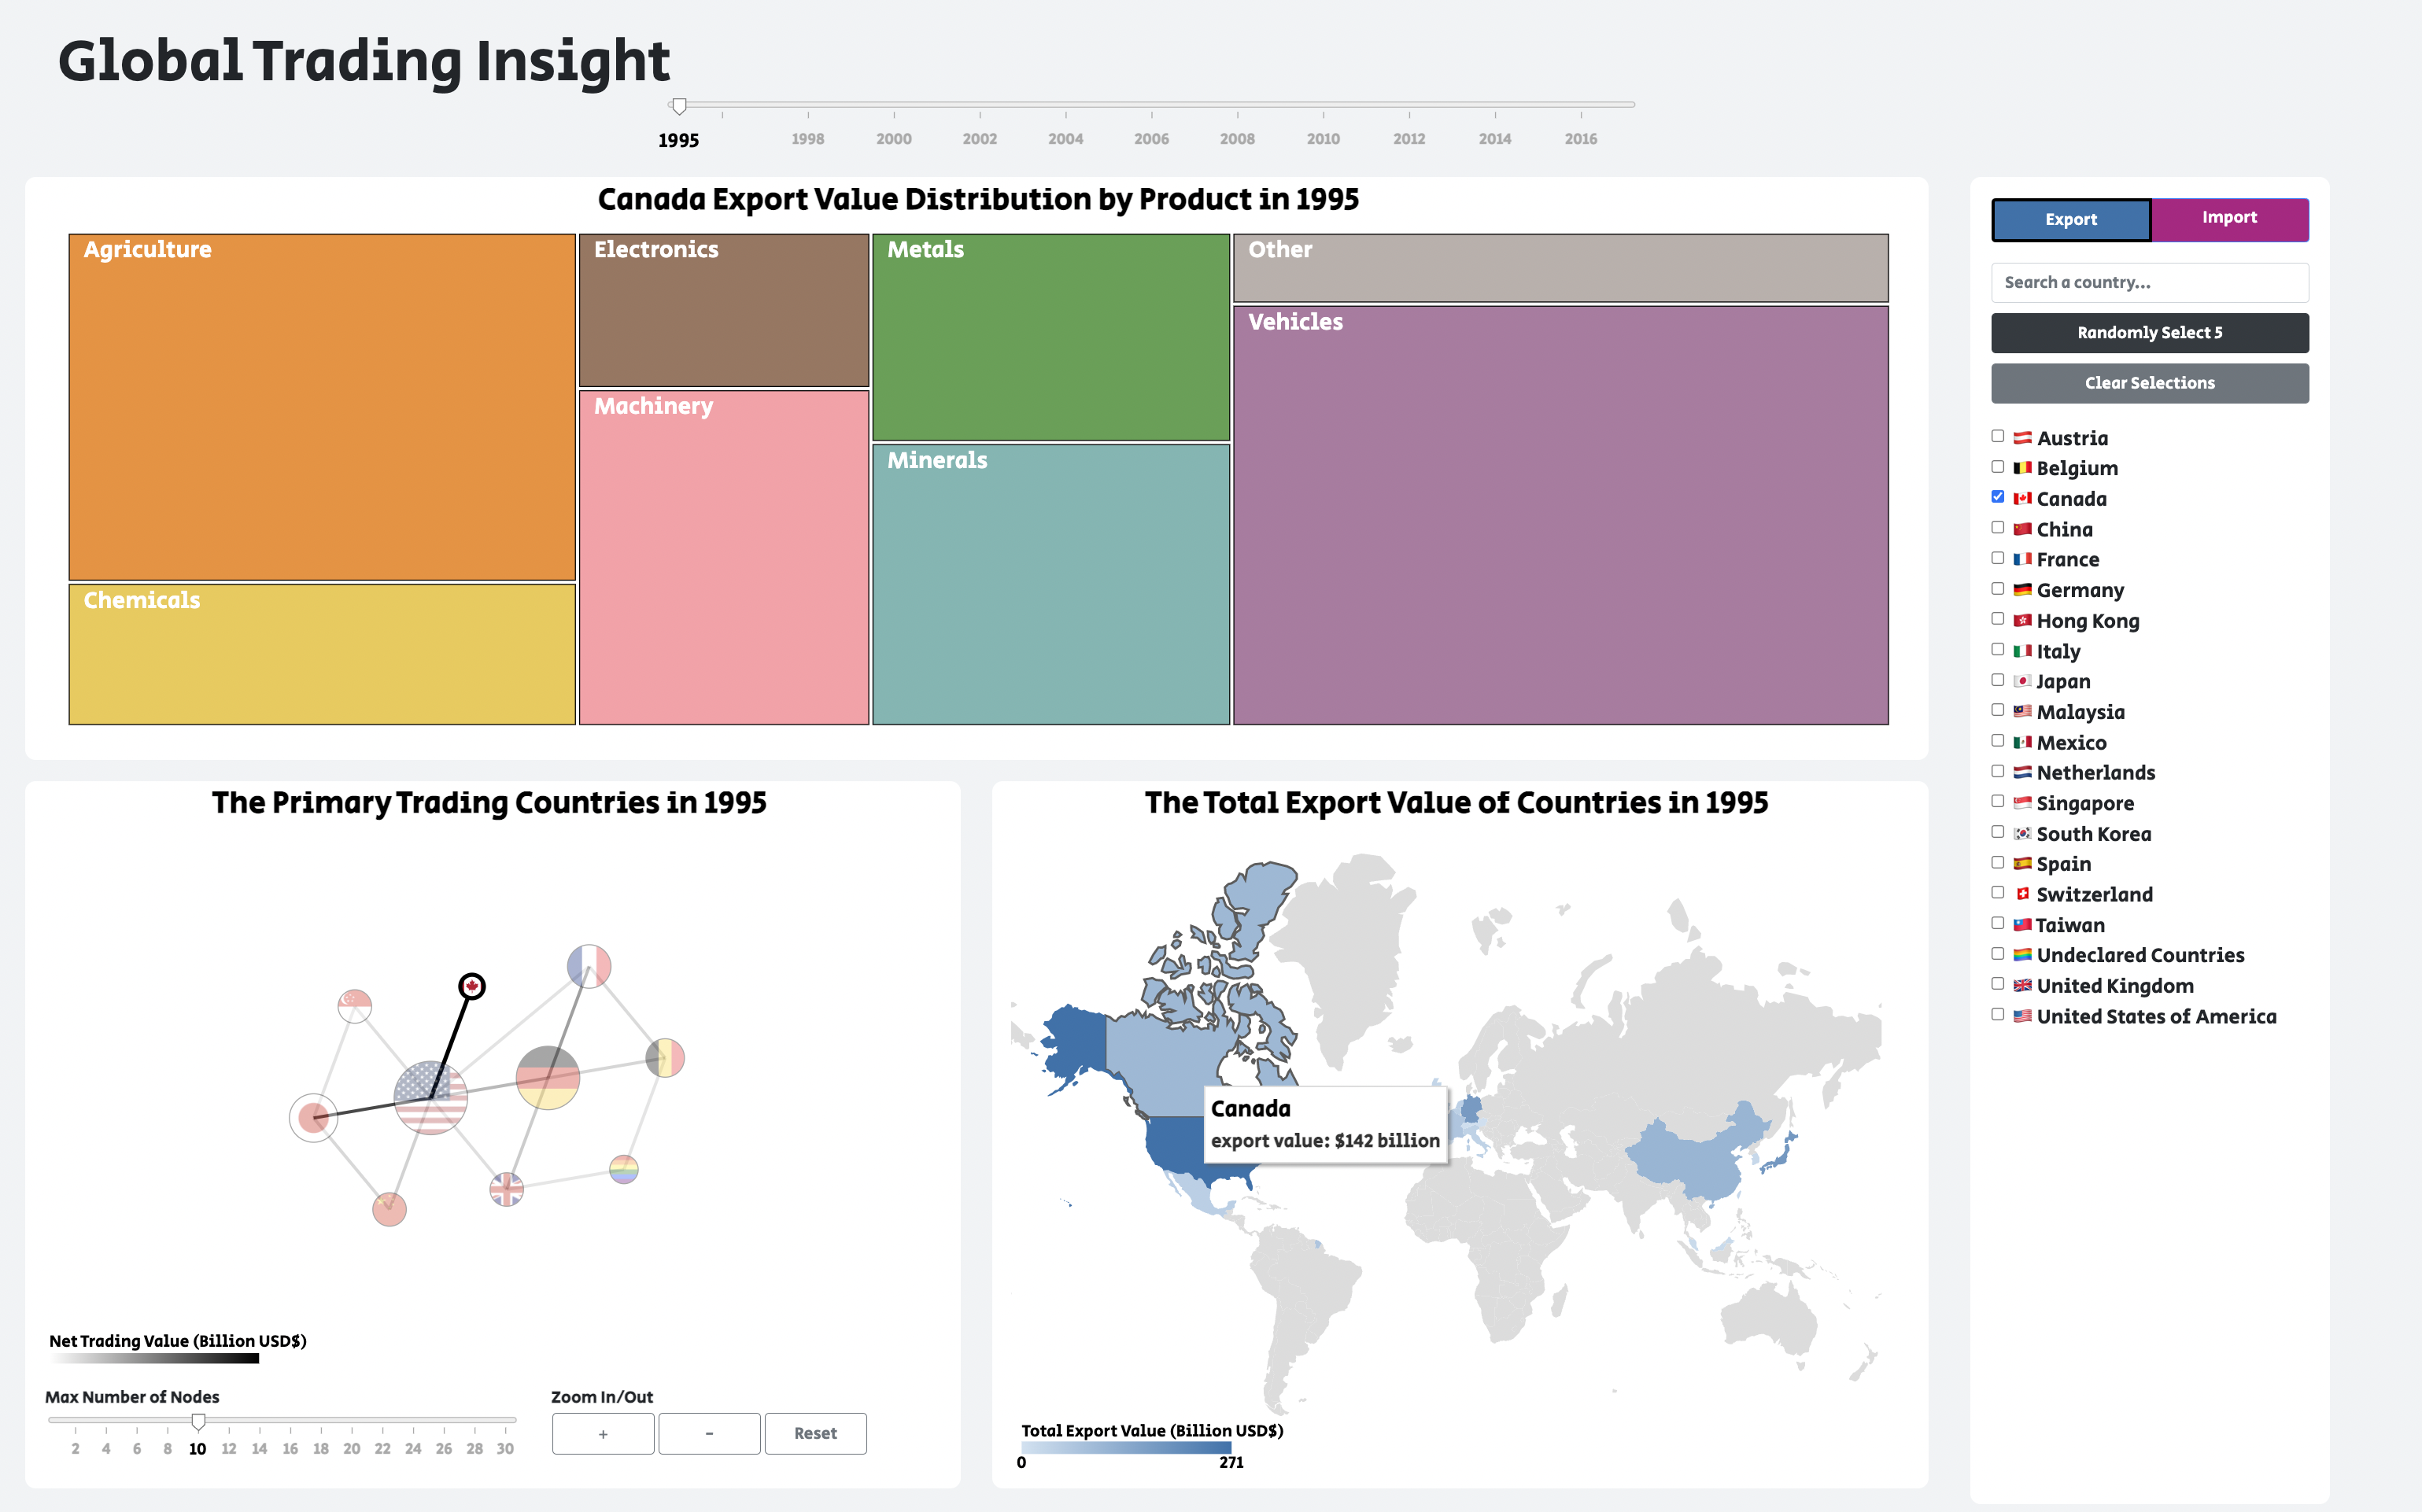 Global Trading Insight
1995 1998 2000 2002 2004 2006 2008 2010 2012 2014 2016
Canada Export Value Distribution by Product in 1995
Agriculture
Electronics
Metals
Other
Vehicles
Machinery
Minerals
Chemicals
Export
Import
Search a country...
Randomly Select 5
Clear Selections
Austria
Belgium
Canada
China
France
Germany
Hong Kong
Italy
Japan
Malaysia
Mexico
Netherlands
Singapore
South Korea
Spain
Switzerland
Taiwan
Undeclared Countries
United Kingdom
United States of America
The Primary Trading Countries in 1995
Net Trading Value (Billion USD$)
Max Number of Nodes
2 4 6 8 10 12 14 16 18 20 22 24 26 28 30
Zoom In/Out
+
-
Reset
The Total Export Value of Countries in 1995
Canada
export value: $142 billion
Total Export Value (Billion USD$)
0 271